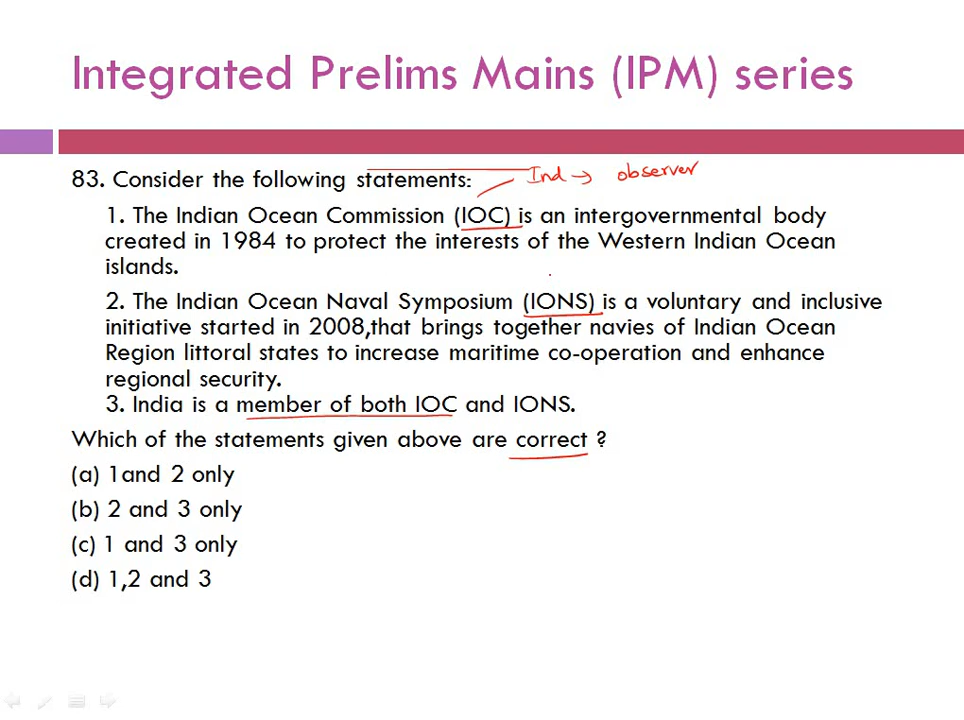 Integrated Prelims Mains (IPM) series
Ind → observer
83. Consider the following statements:
1. The Indian Ocean Commission (IOC) is an intergovernmental body
created in 1984 to protect the interests of the Western Indian Ocean
islands.
2. The Indian Ocean Naval Symposium (IONS) is a voluntary and inclusive
initiative started in 2008,that brings together navies of Indian Ocean
Region littoral states to increase maritime co-operation and enhance
regional security.
3. India is a member of both IOC and IONS.
Which of the statements given above are correct ?
(a) 1and 2 only
(b) 2 and 3 only
(c) 1 and 3 only
(d) 1,2 and 3